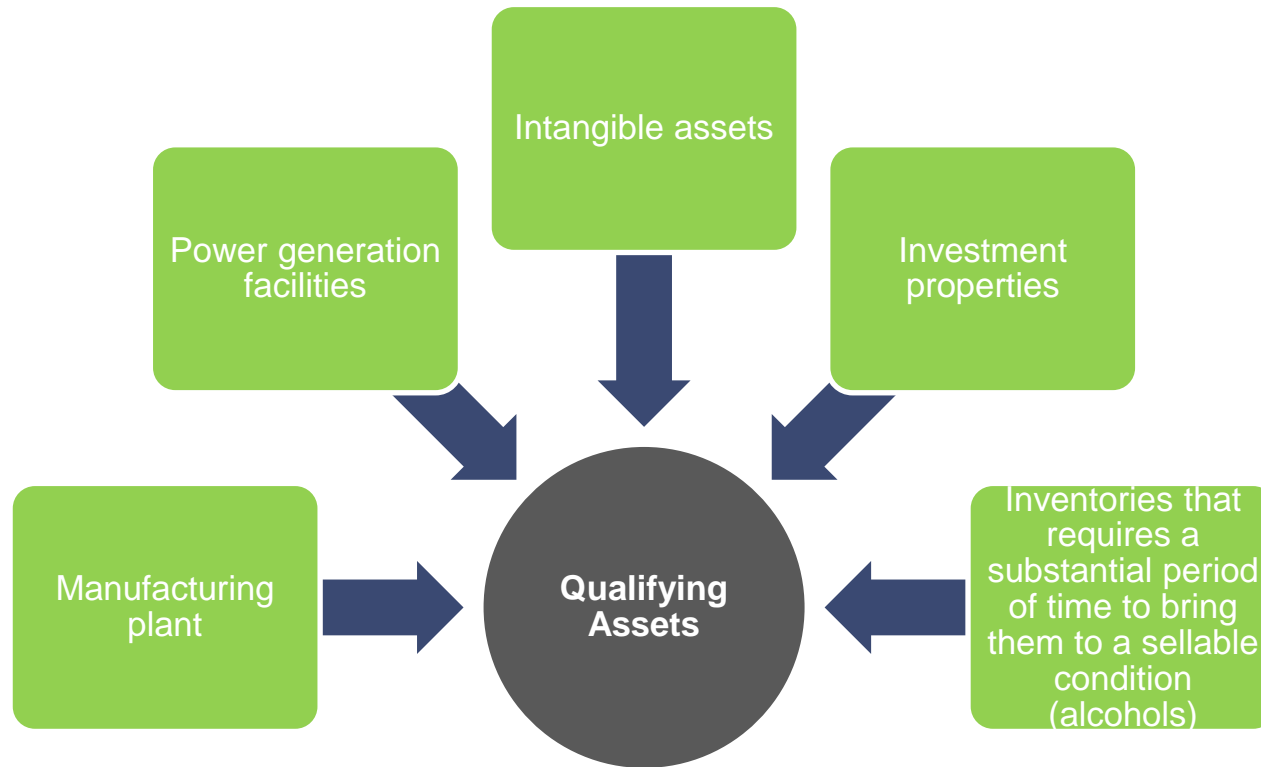 Intangible assets
Power generation
facilities
Investment
properties
Manufacturing
plant
Qualifying
Assets
Inventories that
requires a
substantial period
of time to bring
them to a sellable
condition
(alcohols)